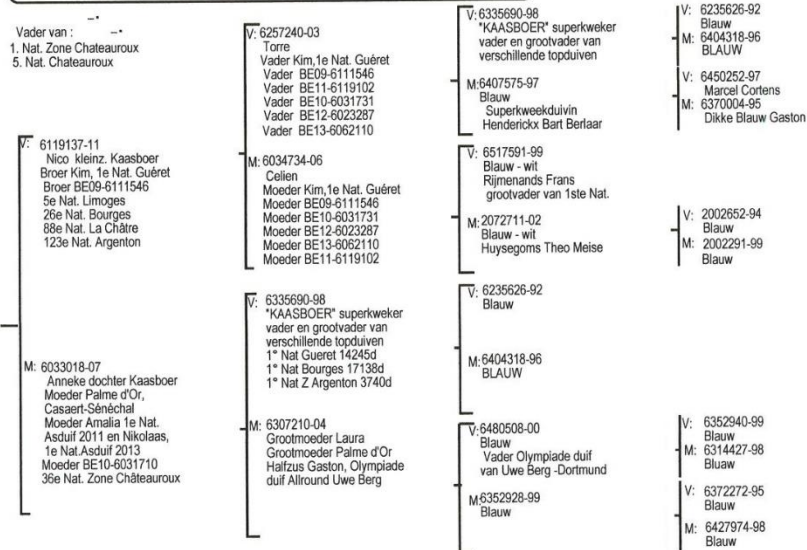 Vader van :
1. Nat. Zone Chateauroux
5. Nat. Chateauroux
V: 6119137-11
Nico kleinz. Kaasboer
Broer Kim, 1e Nat. Guéret
Broer BE09-6111546
5e Nat. Limoges
26e Nat. Bourges
88e Nat. La Châtre
123e Nat. Argenton
M: 6033018-07
Anneke dochter Kaasboer
Moeder Palme d'Or,
Casaert-Sénéchal
Moeder Amalia 1e Nat.
Asduif 2011 en Nikolaas,
1e Nat.Asduif 2013
Moeder BE10-6031710
36e Nat. Zone Châteauroux
V: 6257240-03
Torre
Vader Kim,1e Nat. Guéret
Vader BE09-6111546
Vader BE11-6119102
Vader BE10-6031731
Vader BE12-6023287
Vader BE13-6062110
M: 6034734-06
Celien
Moeder Kim,1e Nat. Guéret
Moeder BE09-6111546
Moeder BE10-6031731
Moeder BE12-6023287
Moeder BE13-6062110
Moeder BE11-6119102
V: 6335690-98
"KAASBOER" superkweker
vader en grootvader van
verschillende topduiven
1° Nat Gueret 14245d
1° Nat Bourges 17138d
1° Nat Z Argenton 3740d
M: 6307210-04
Grootmoeder Laura
Grootmoeder Palme d'Or
Halfzus Gaston, Olympiade
duif Allround Uwe Berg
V: 6335690-98
"KAASBOER" superkweker
vader en grootvader van
verschillende topduiven
M:6407575-97
Blauw
Superkweekduivin
Henderickx Bart Berlaar
V: 6517591-99
Blauw - wit
Rijmenands Frans
grootvader van 1ste Nat.
M:2072711-02
Blauw - wit
Huysegoms Theo Meise
V: 6235626-92
Blauw
M: 6404318-96
BLAUW
V:6480508-00
Blauw
Vader Olympiade duif
van Uwe Berg -Dortmund
M:6352928-99
Blauw
V: 6235626-92
Blauw
M: 6404318-96
BLAUW
V: 6450252-97
Marcel Cortens
M: 6370004-95
Dikke Blauw Gaston
V: 2002652-94
Blauw
M: 2002291-99
Blauw
V: 6352940-99
Blauw
M: 6314427-98
Bluaw
V: 6372272-95
Blauw
M: 6427974-98
Blauw